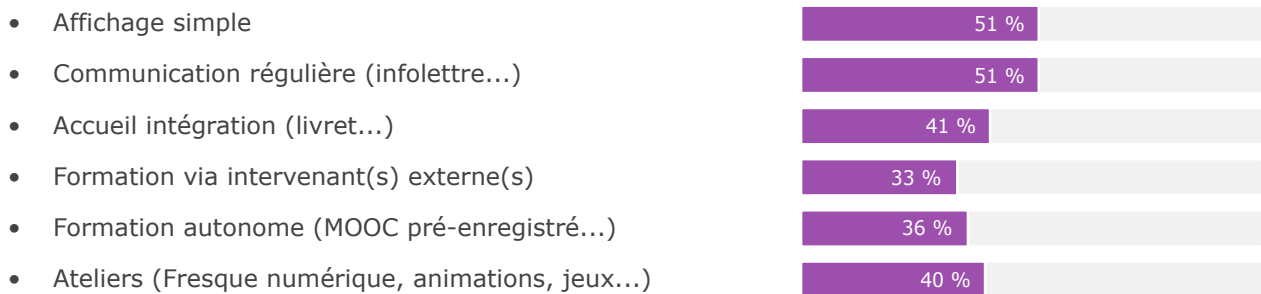 • Affichage simple 51 %
• Communication régulière (infolettre...) 51 %
• Accueil intégration (livret...) 41 %
• Formation via intervenant(s) externe(s) 33 %
• Formation autonome (MOOC pré-enregistré...) 36 %
• Ateliers (Fresque numérique, animations, jeux...) 40 %